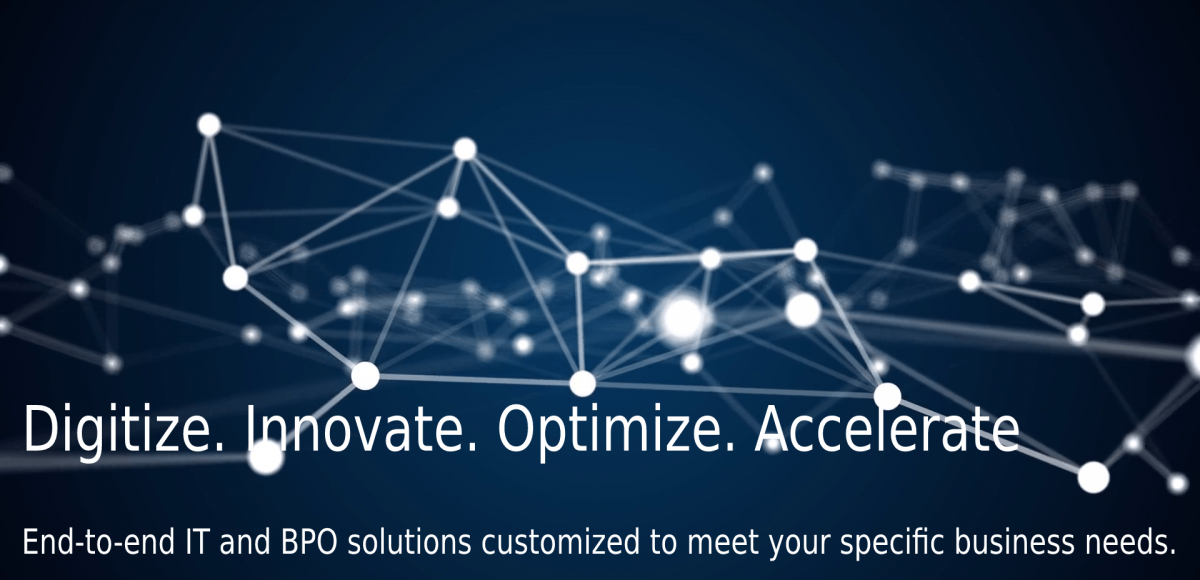 Digitize. Innovate. Optimize. Accelerate
End-to-end IT and BPO solutions customized to meet your specific business needs.